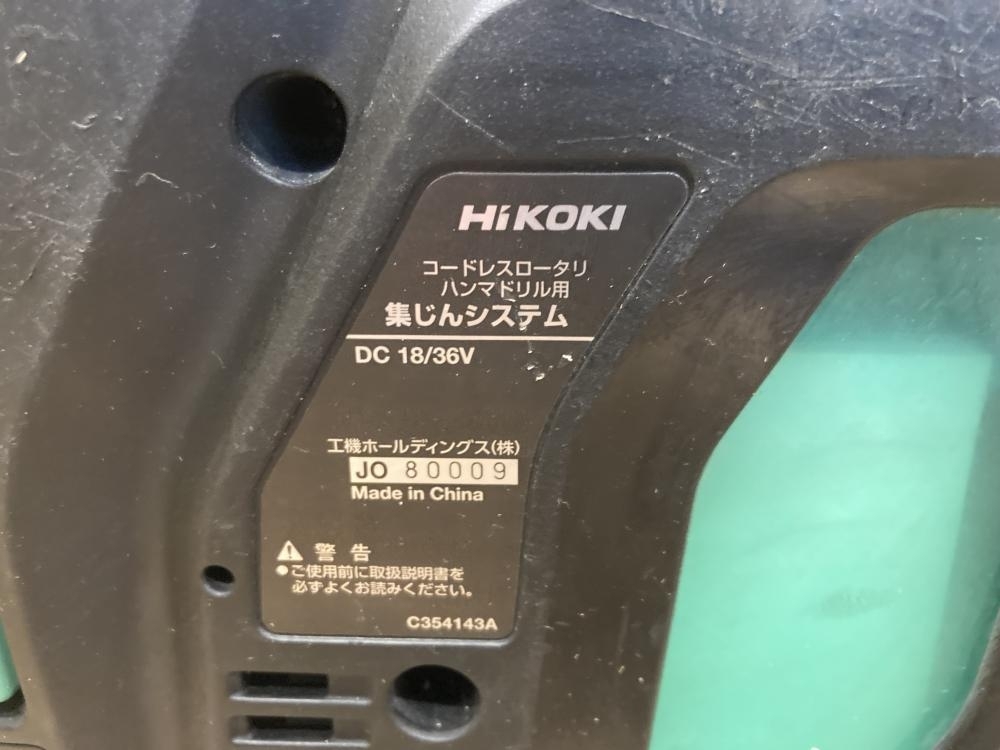 HiKOKI
コードレスロータリ
ハンマドリル用
集じんシステム
DC 18/36V
工機ホールディングス(株)
JO 80009
Made in China
⚠ 警告
●ご使用前に取扱説明書を
必ずよくお読みください。
C354143A